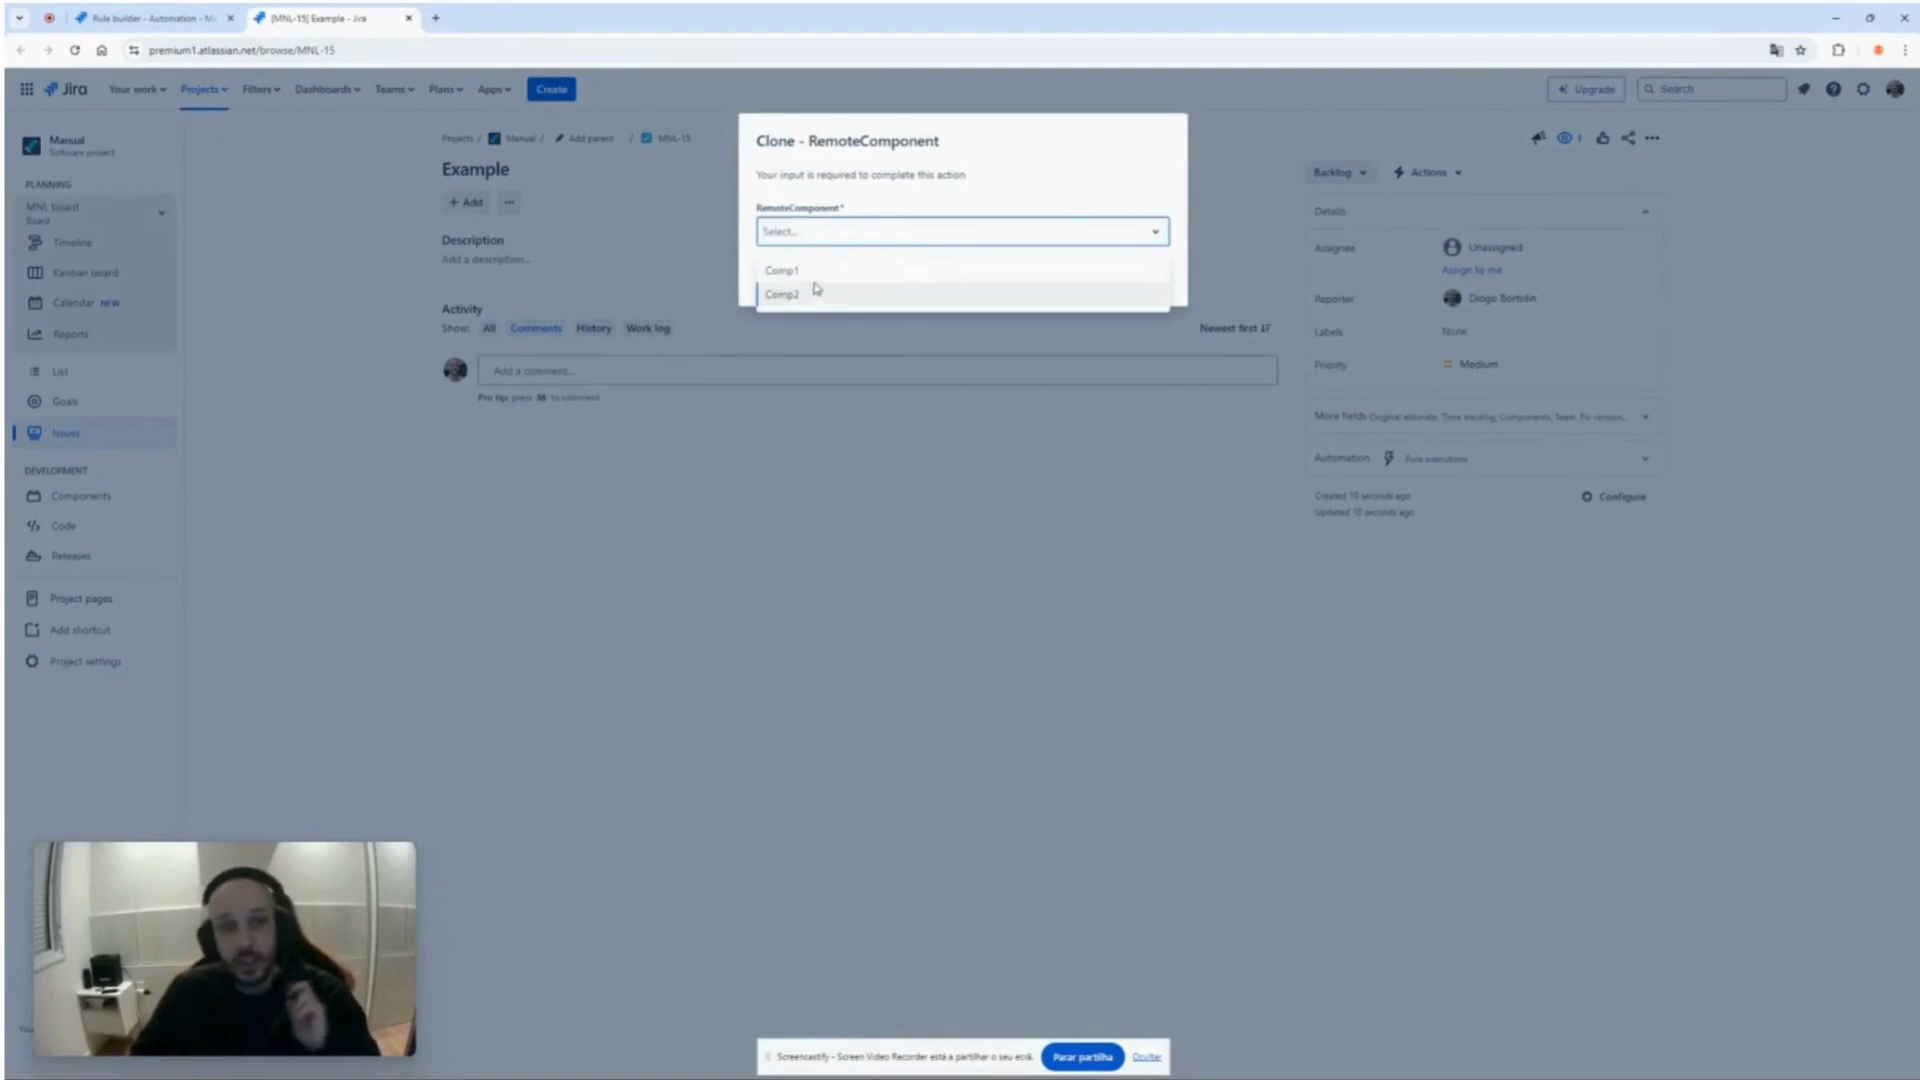 Rule builder - Automation - Ma
[MNL-15] Example - Jira
premium1.atlassian.net/browse/MNL-15
Jira
Your work
Projects
Filters
Dashboards
Teams
Plans
Apps
Create
Upgrade
Search
Manual
Software project
PLANNING
MNL board
Board
Timeline
Kanban board
Calendar NEW
Reports
List
Goals
Issues
DEVELOPMENT
Components
Code
Releases
Project pages
Add shortcut
Project settings
Projects / Manual / Add parent / MNL-15
Example
+ Add
Description
Add a description...
Activity
Show: All Comments History Work log
Newest first
Add a comment...
Pro tip: press M to comment
Clone - RemoteComponent
Your input is required to complete this action
RemoteComponent *
Select...
Comp1
Comp2
1
Backlog
Actions
Details
Assignee
Unassigned
Assign to me
Reporter
Diogo Bortolin
Labels
None
Priority
Medium
More fields Original estimate, Time tracking, Components, Team, Fix version...
Automation
Rule executions
Created 10 seconds ago
Updated 10 seconds ago
Configure
Screencastify - Screen Video Recorder está a partilhar o seu ecrã.
Parar partilha
Ocultar